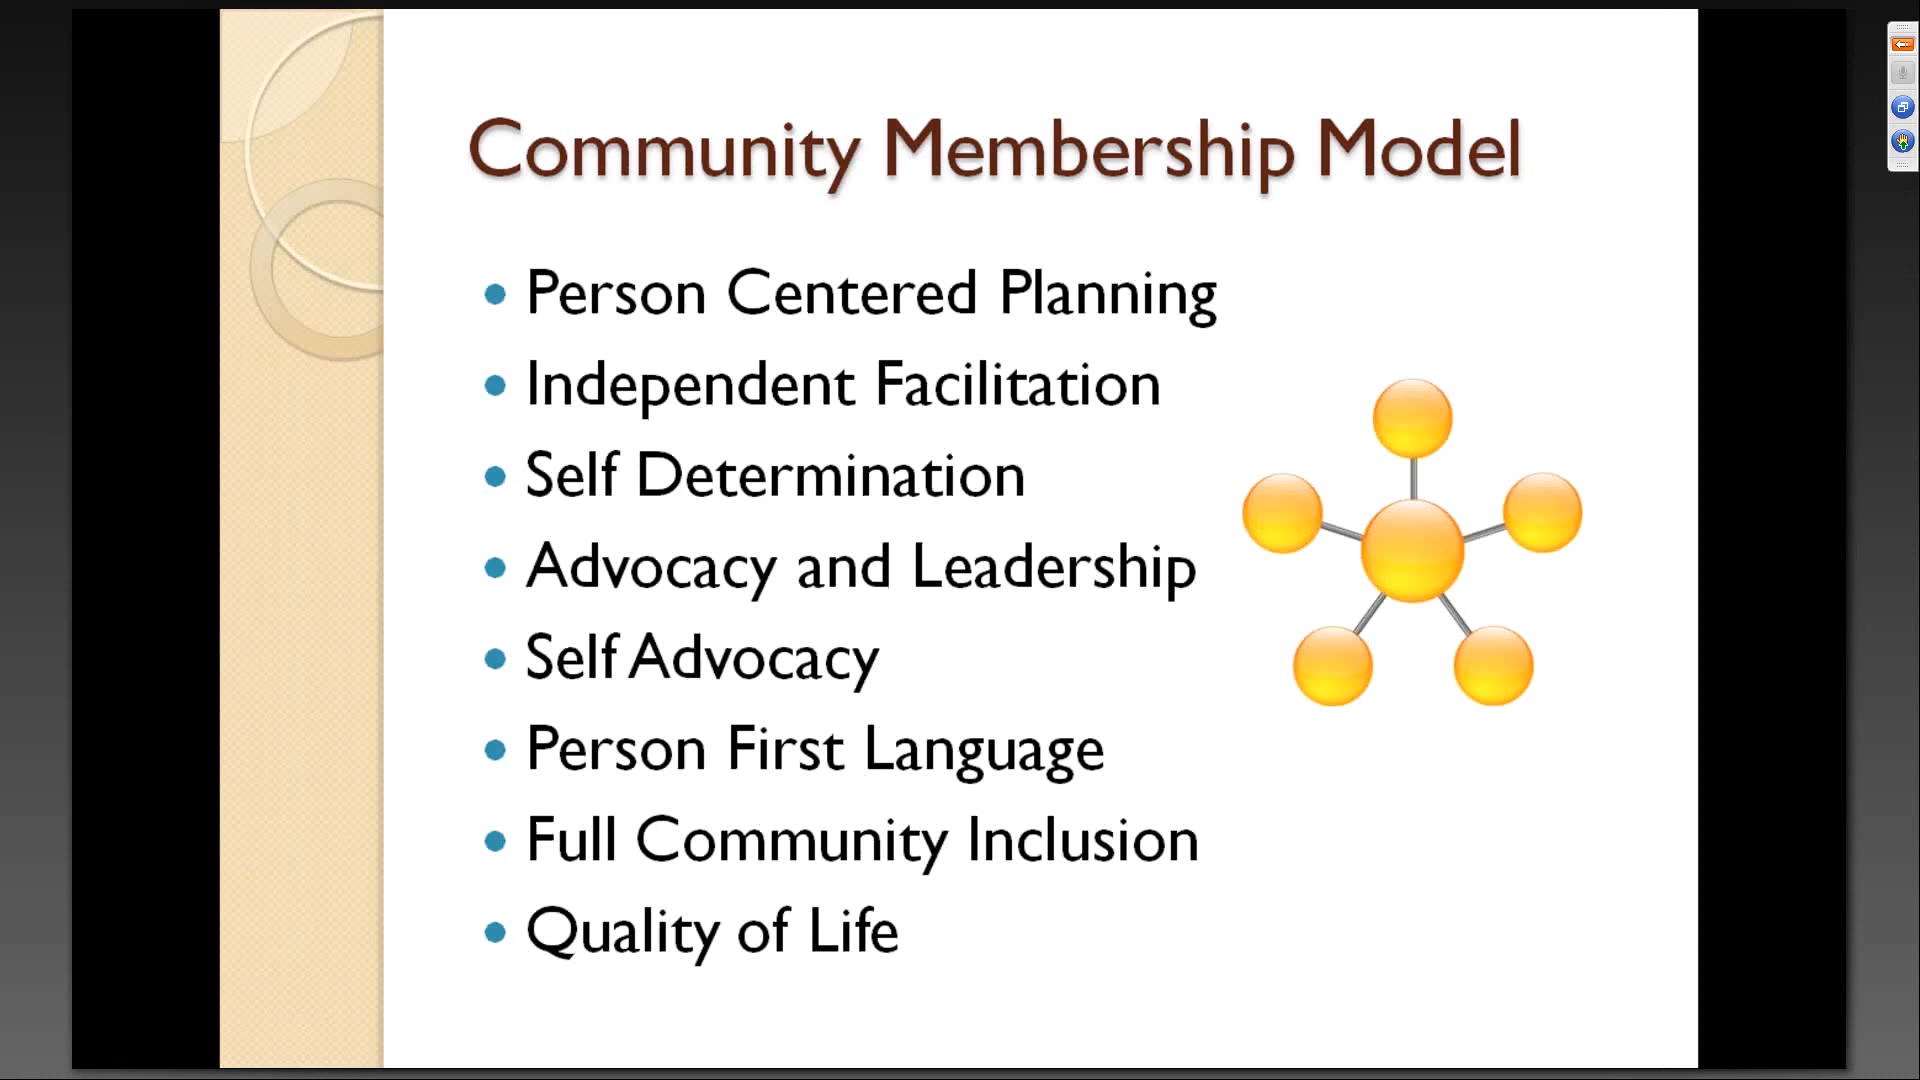 Community Membership Model
Person Centered Planning
Independent Facilitation
Self Determination
Advocacy and Leadership
Self Advocacy
Person First Language
Full Community Inclusion
Quality of Life